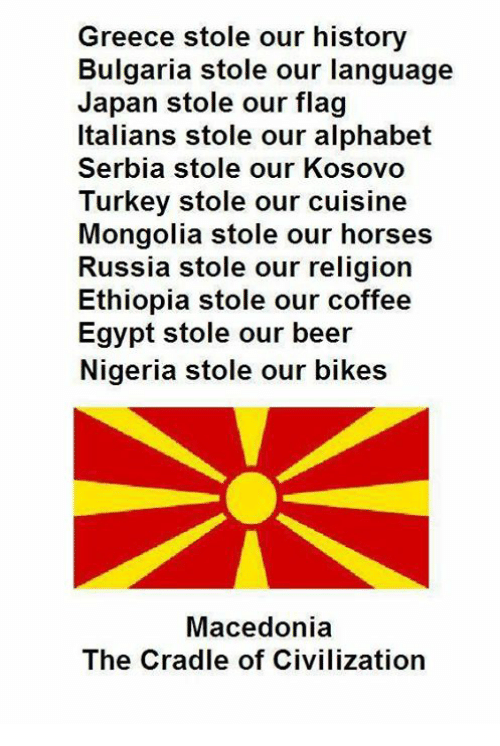 Greece stole our history
Bulgaria stole our language
Japan stole our flag
Italians stole our alphabet
Serbia stole our Kosovo
Turkey stole our cuisine
Mongolia stole our horses
Russia stole our religion
Ethiopia stole our coffee
Egypt stole our beer
Nigeria stole our bikes
Macedonia
The Cradle of Civilization